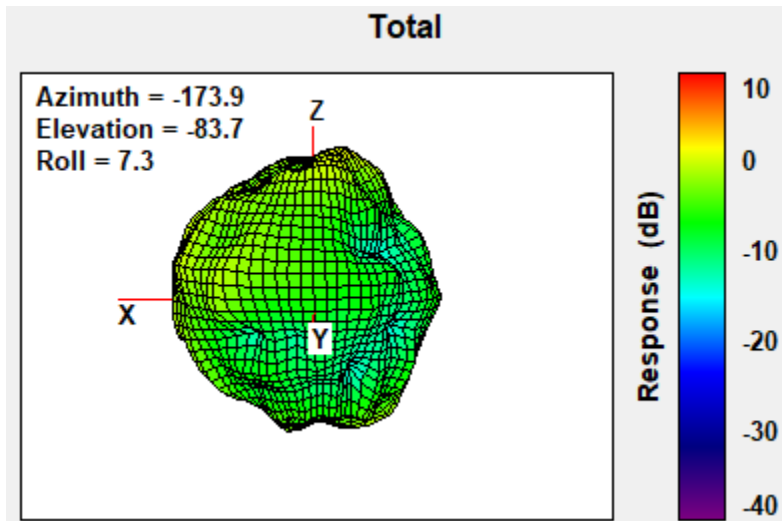 Total
Azimuth = -173.9
Elevation = -83.7
Roll = 7.3
Z
X
Y
10
0
-10
-20
-30
-40
Response (dB)